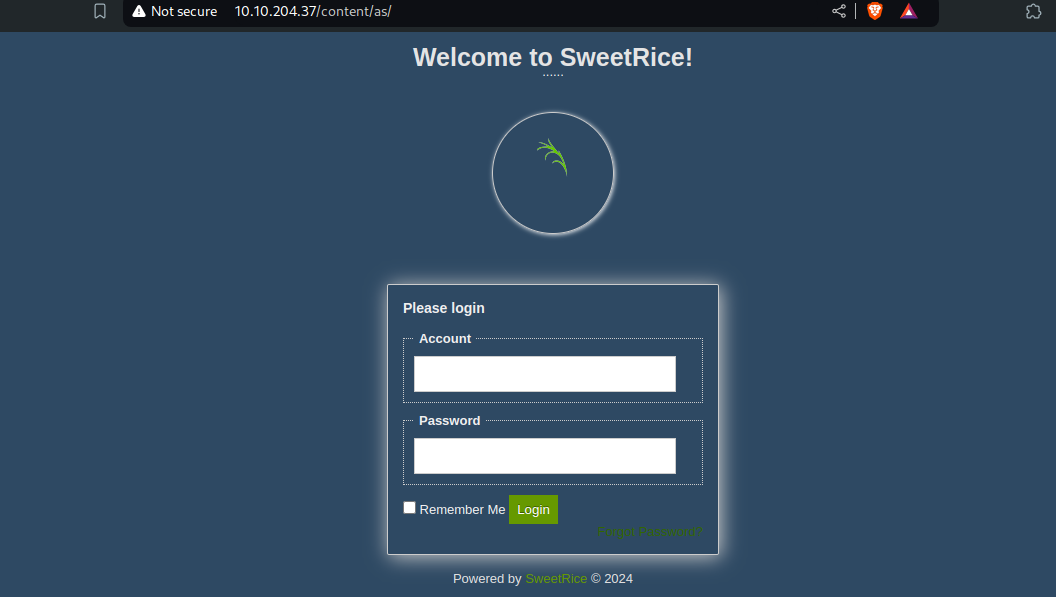 Not secure 10.10.204.37/content/as/
Welcome to SweetRice!
......
Please login
Account
Password
Remember Me Login
Forgot Password?
Powered by SweetRice © 2024